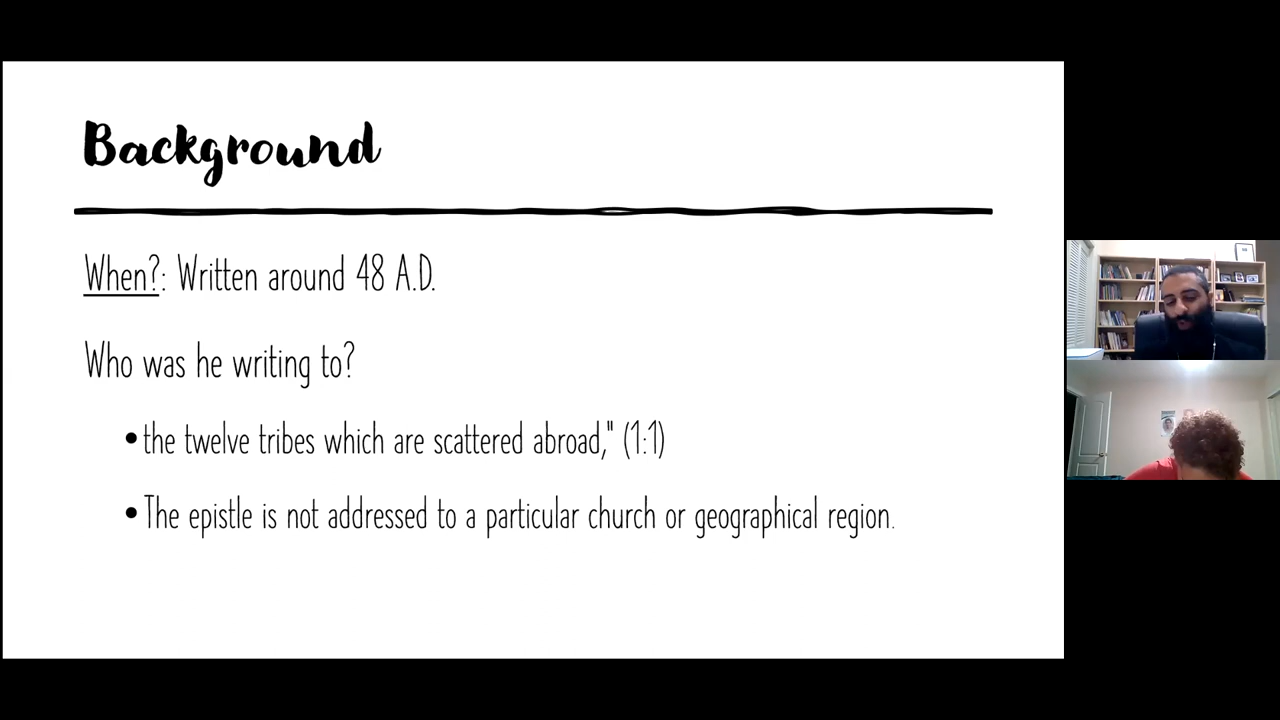 Background
When?: Written around 48 A.D.
Who was he writing to?
•the twelve tribes which are scattered abroad," (1:1)
•The epistle is not addressed to a particular church or geographical region.